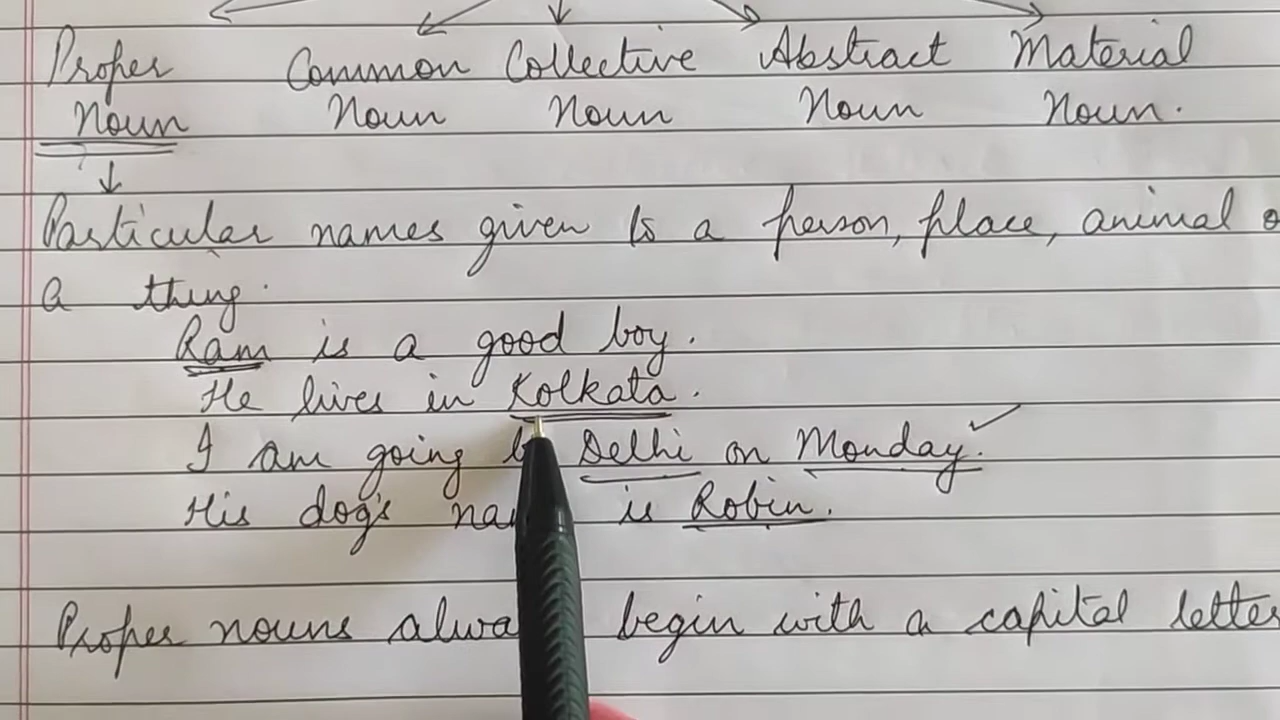 Proper Common Collective Abstract Material
Noun Noun Noun Noun Noun.
Particular names given to a person, place, animal
a thing.
Ram is a good boy.
He lives in Kolkata.
I am going Delhi on Monday.
His dog's is Robin.
Proper nouns begin with a capital letter